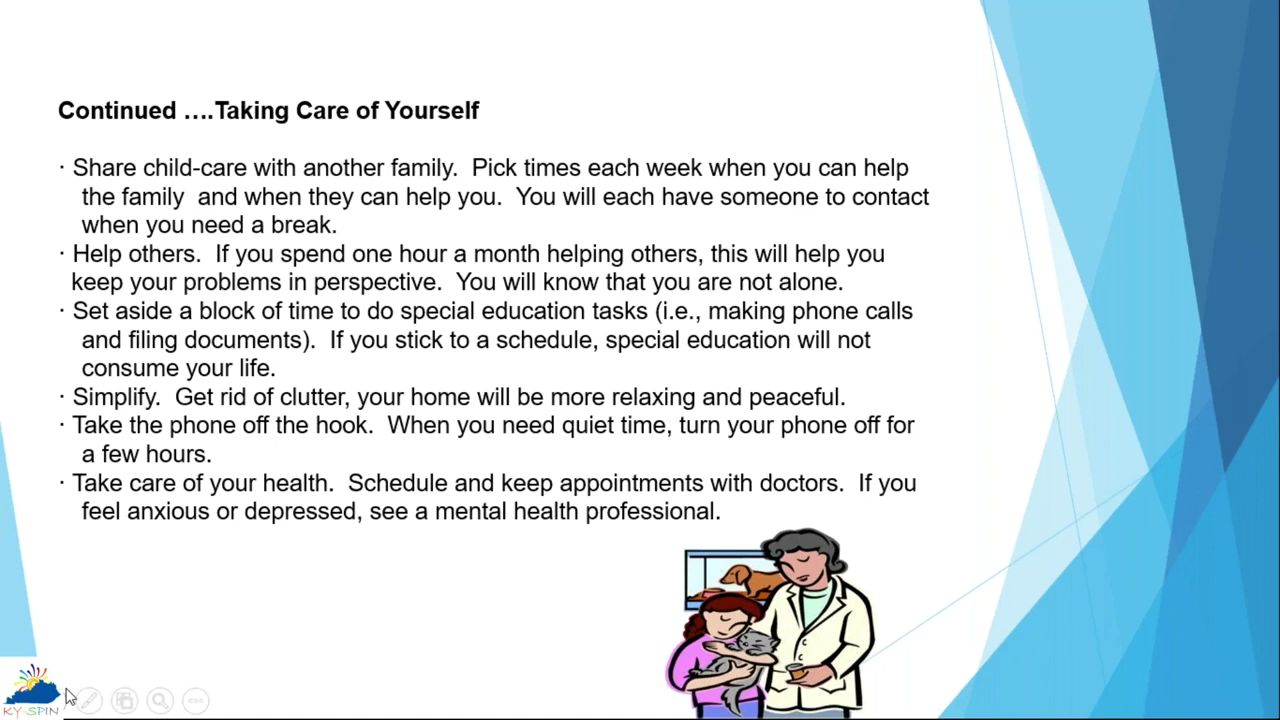 Continued ….Taking Care of Yourself
· Share child-care with another family.  Pick times each week when you can help
the family  and when they can help you.  You will each have someone to contact
when you need a break.
· Help others.  If you spend one hour a month helping others, this will help you
keep your problems in perspective.  You will know that you are not alone.
· Set aside a block of time to do special education tasks (i.e., making phone calls
and filing documents).  If you stick to a schedule, special education will not
consume your life.
· Simplify.  Get rid of clutter, your home will be more relaxing and peaceful.
· Take the phone off the hook.  When you need quiet time, turn your phone off for
a few hours.
· Take care of your health.  Schedule and keep appointments with doctors.  If you
feel anxious or depressed, see a mental health professional.
KY-SPIN